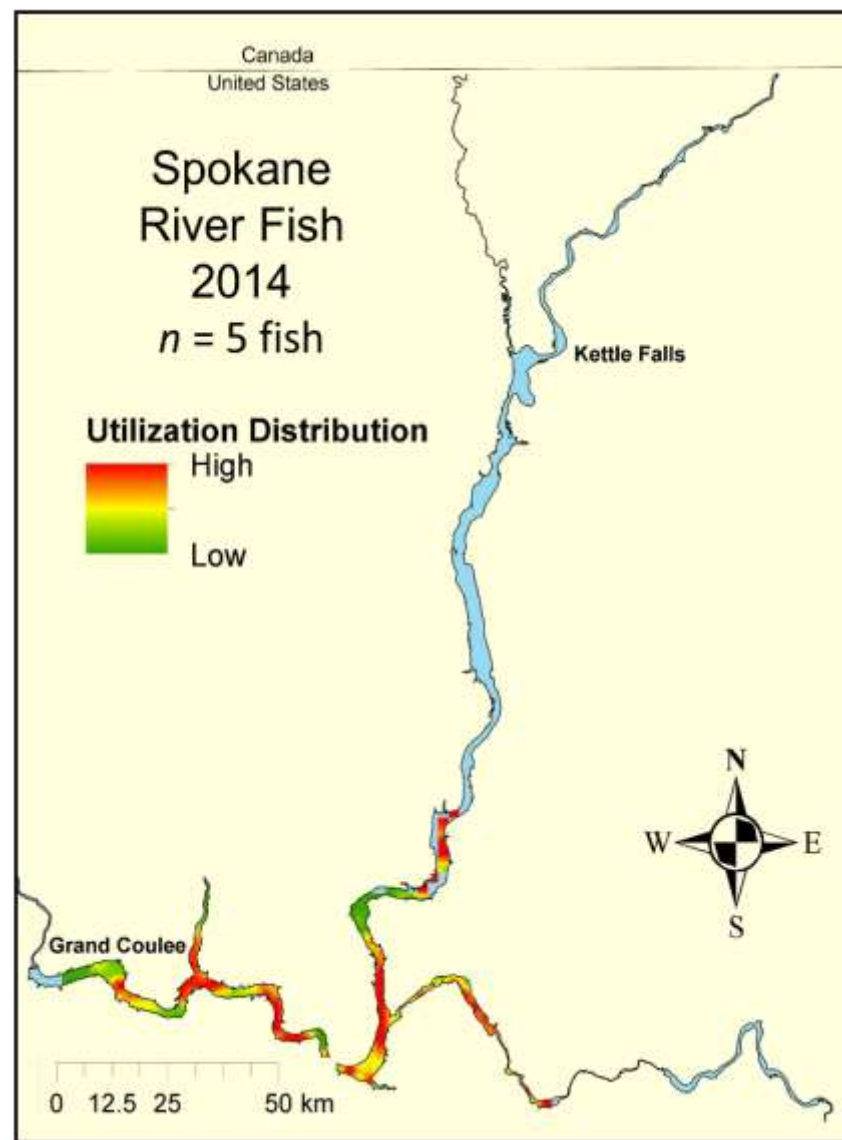 Canada
United States
Spokane
River Fish
2014
n = 5 fish
Kettle Falls
Utilization Distribution
High
Low
N
W
E
S
Grand Coulee
0 12.5 25 50 km